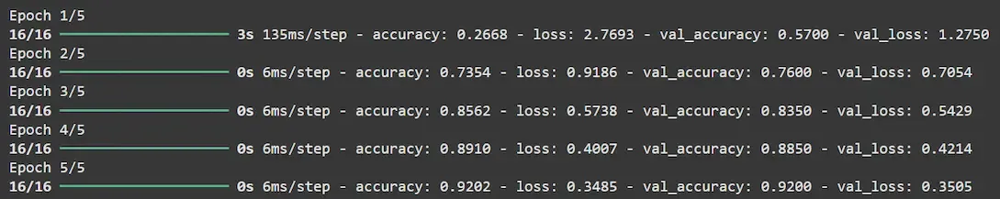 Epoch 1/5
16/16 ━━━━━━━━━━━━━━━━━━━━ 3s 135ms/step - accuracy: 0.2668 - loss: 2.7693 - val_accuracy: 0.5700 - val_loss: 1.2750
Epoch 2/5
16/16 ━━━━━━━━━━━━━━━━━━━━ 0s 6ms/step - accuracy: 0.7354 - loss: 0.9186 - val_accuracy: 0.7600 - val_loss: 0.7054
Epoch 3/5
16/16 ━━━━━━━━━━━━━━━━━━━━ 0s 6ms/step - accuracy: 0.8562 - loss: 0.5738 - val_accuracy: 0.8350 - val_loss: 0.5429
Epoch 4/5
16/16 ━━━━━━━━━━━━━━━━━━━━ 0s 6ms/step - accuracy: 0.8910 - loss: 0.4007 - val_accuracy: 0.8850 - val_loss: 0.4214
Epoch 5/5
16/16 ━━━━━━━━━━━━━━━━━━━━ 0s 6ms/step - accuracy: 0.9202 - loss: 0.3485 - val_accuracy: 0.9200 - val_loss: 0.3505